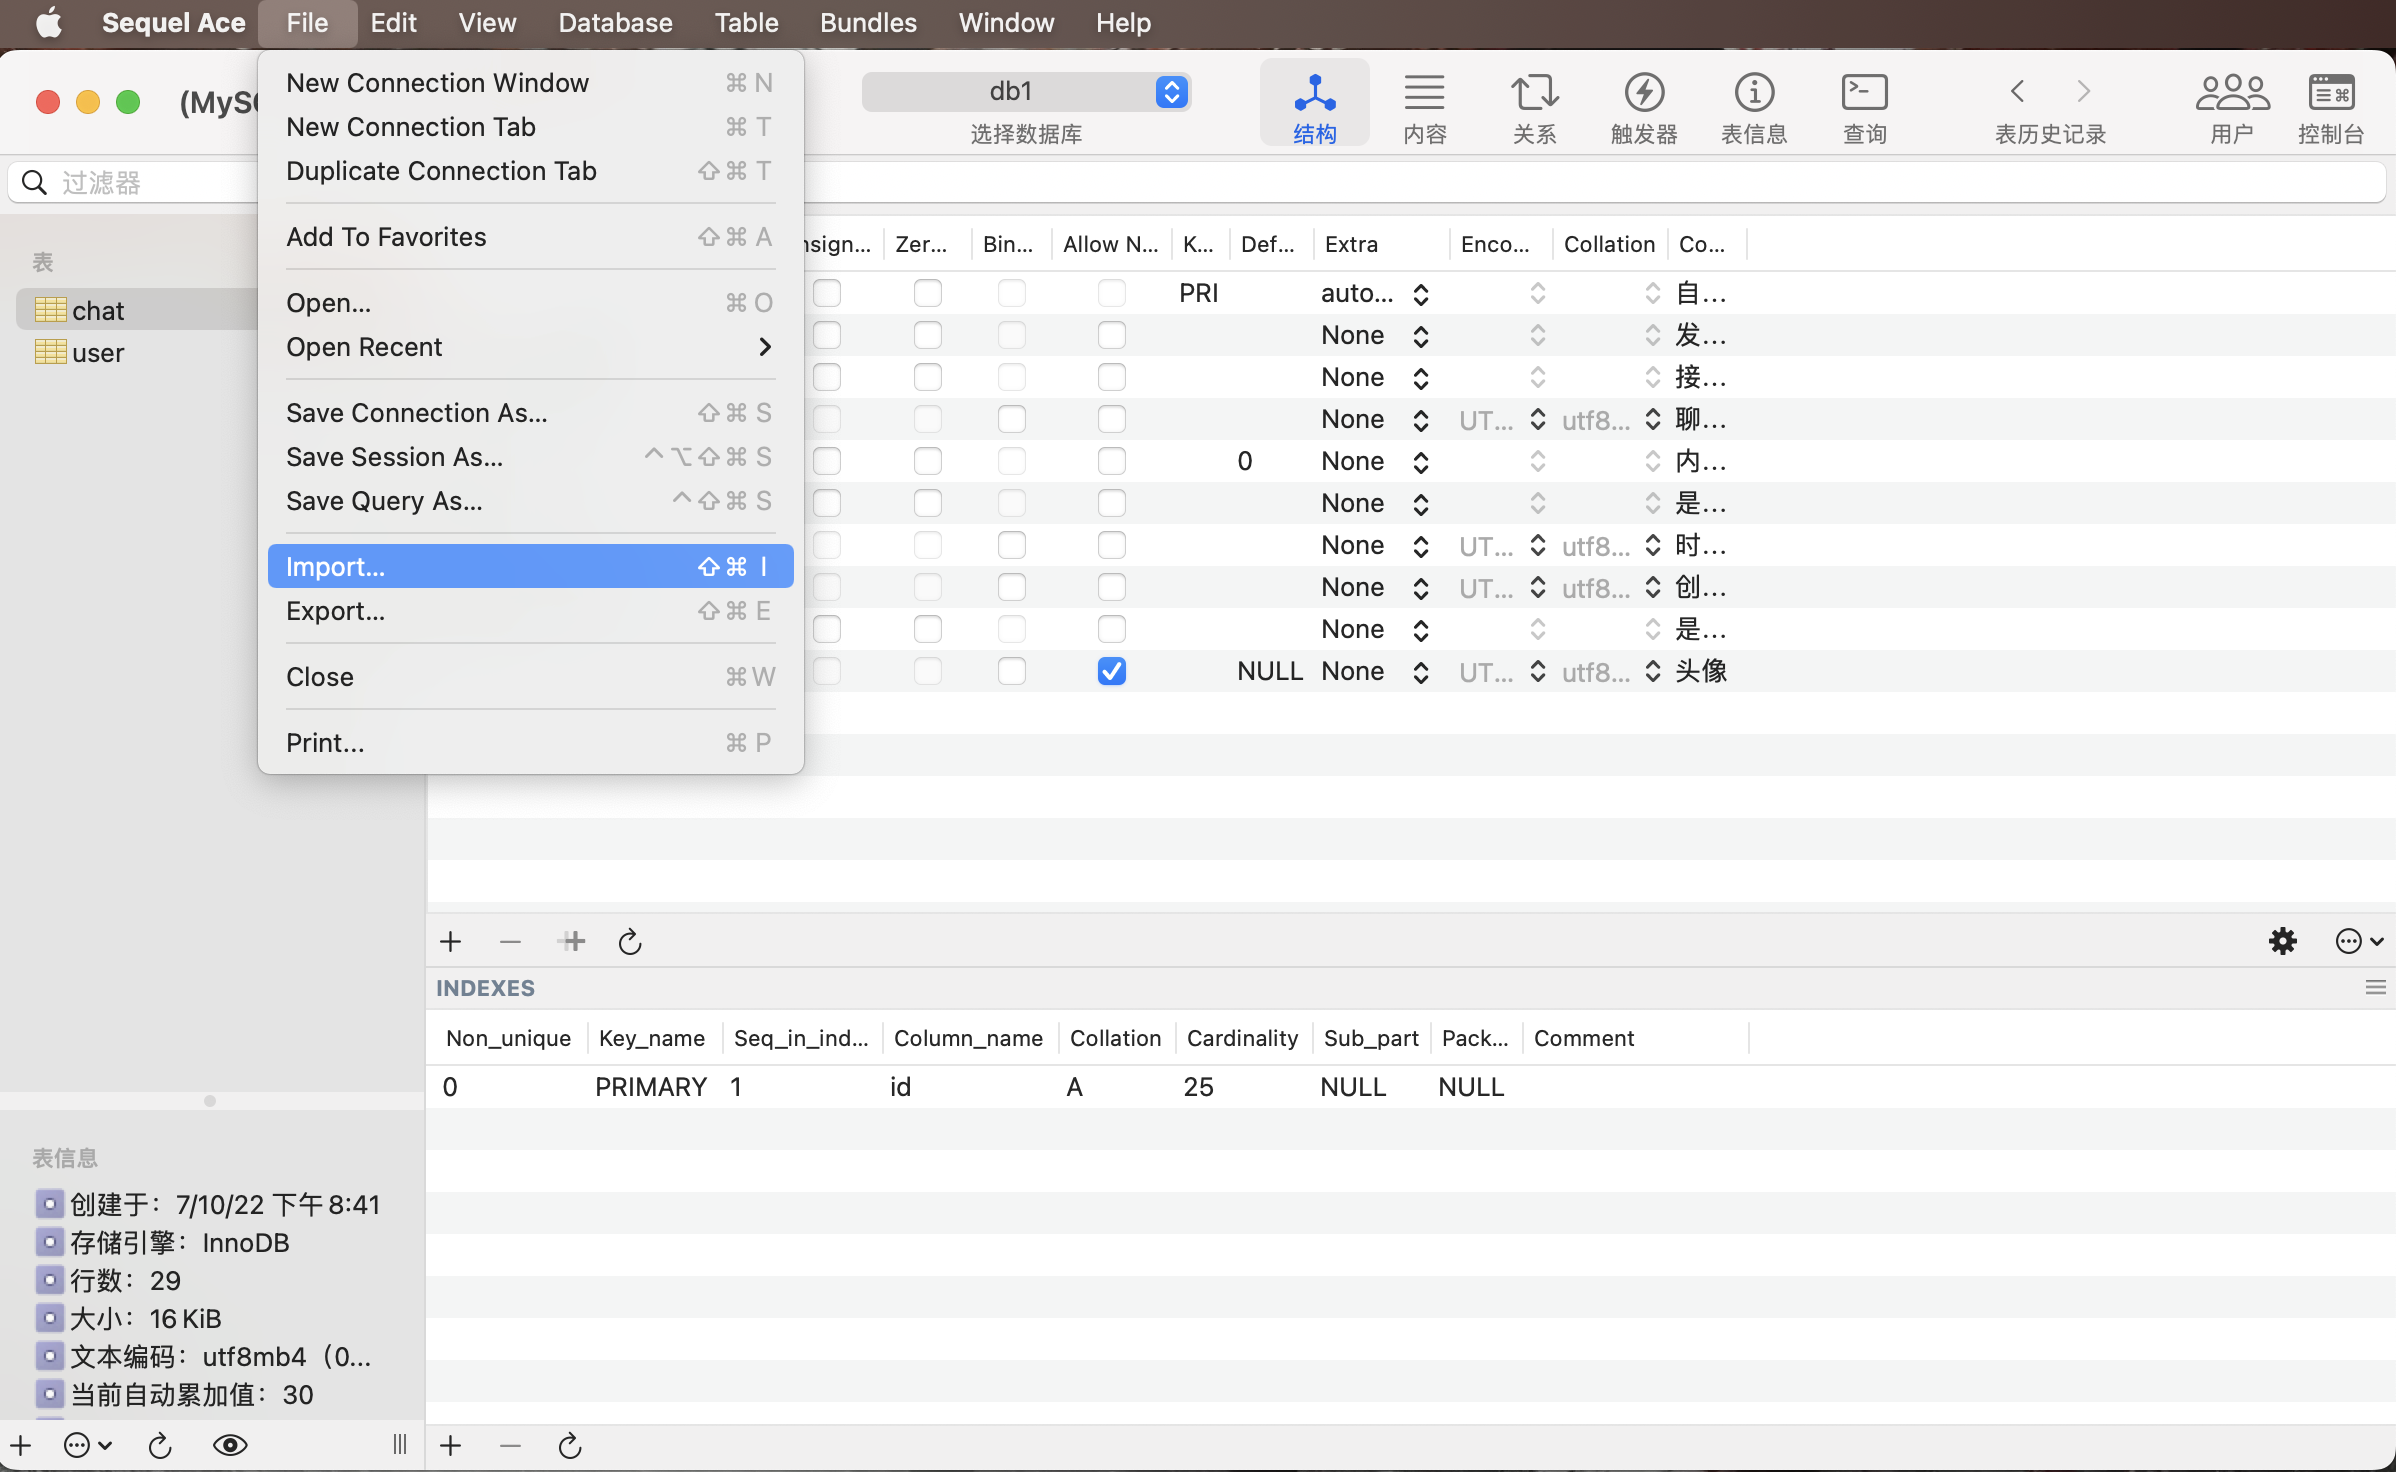 Sequel Ace File Edit View Database Table Bundles Window Help
(MySQ
db1
选择数据库
结构 内容 关系 触发器 表信息 查询 表历史记录 用户 控制台
过滤器
New Connection Window ⌘ N
New Connection Tab ⌘ T
Duplicate Connection Tab ⇧ ⌘ T
Add To Favorites ⇧ ⌘ A
Open... ⌘ O
Open Recent
Save Connection As... ⇧ ⌘ S
Save Session As... ^ ⌥ ⇧ ⌘ S
Save Query As... ^ ⇧ ⌘ S
Import... ⇧ ⌘ I
Export... ⇧ ⌘ E
Close ⌘ W
Print... ⌘ P
表
chat
user
nsign... Zer... Bin... Allow N... K... Def... Extra Enco... Collation Co...
PRI auto... 自...
None 发...
None 接...
None UT... utf8... 聊...
0 None 内...
None 是...
None UT... utf8... 时...
None UT... utf8... 创...
None 是...
NULL None UT... utf8... 头像
INDEXES
Non_unique Key_name Seq_in_ind... Column_name Collation Cardinality Sub_part Pack... Comment
0 PRIMARY 1 id A 25 NULL NULL
表信息
创建于：7/10/22 下午8:41
存储引擎：InnoDB
行数：29
大小：16 KiB
文本编码：utf8mb4（0...
当前自动累加值：30